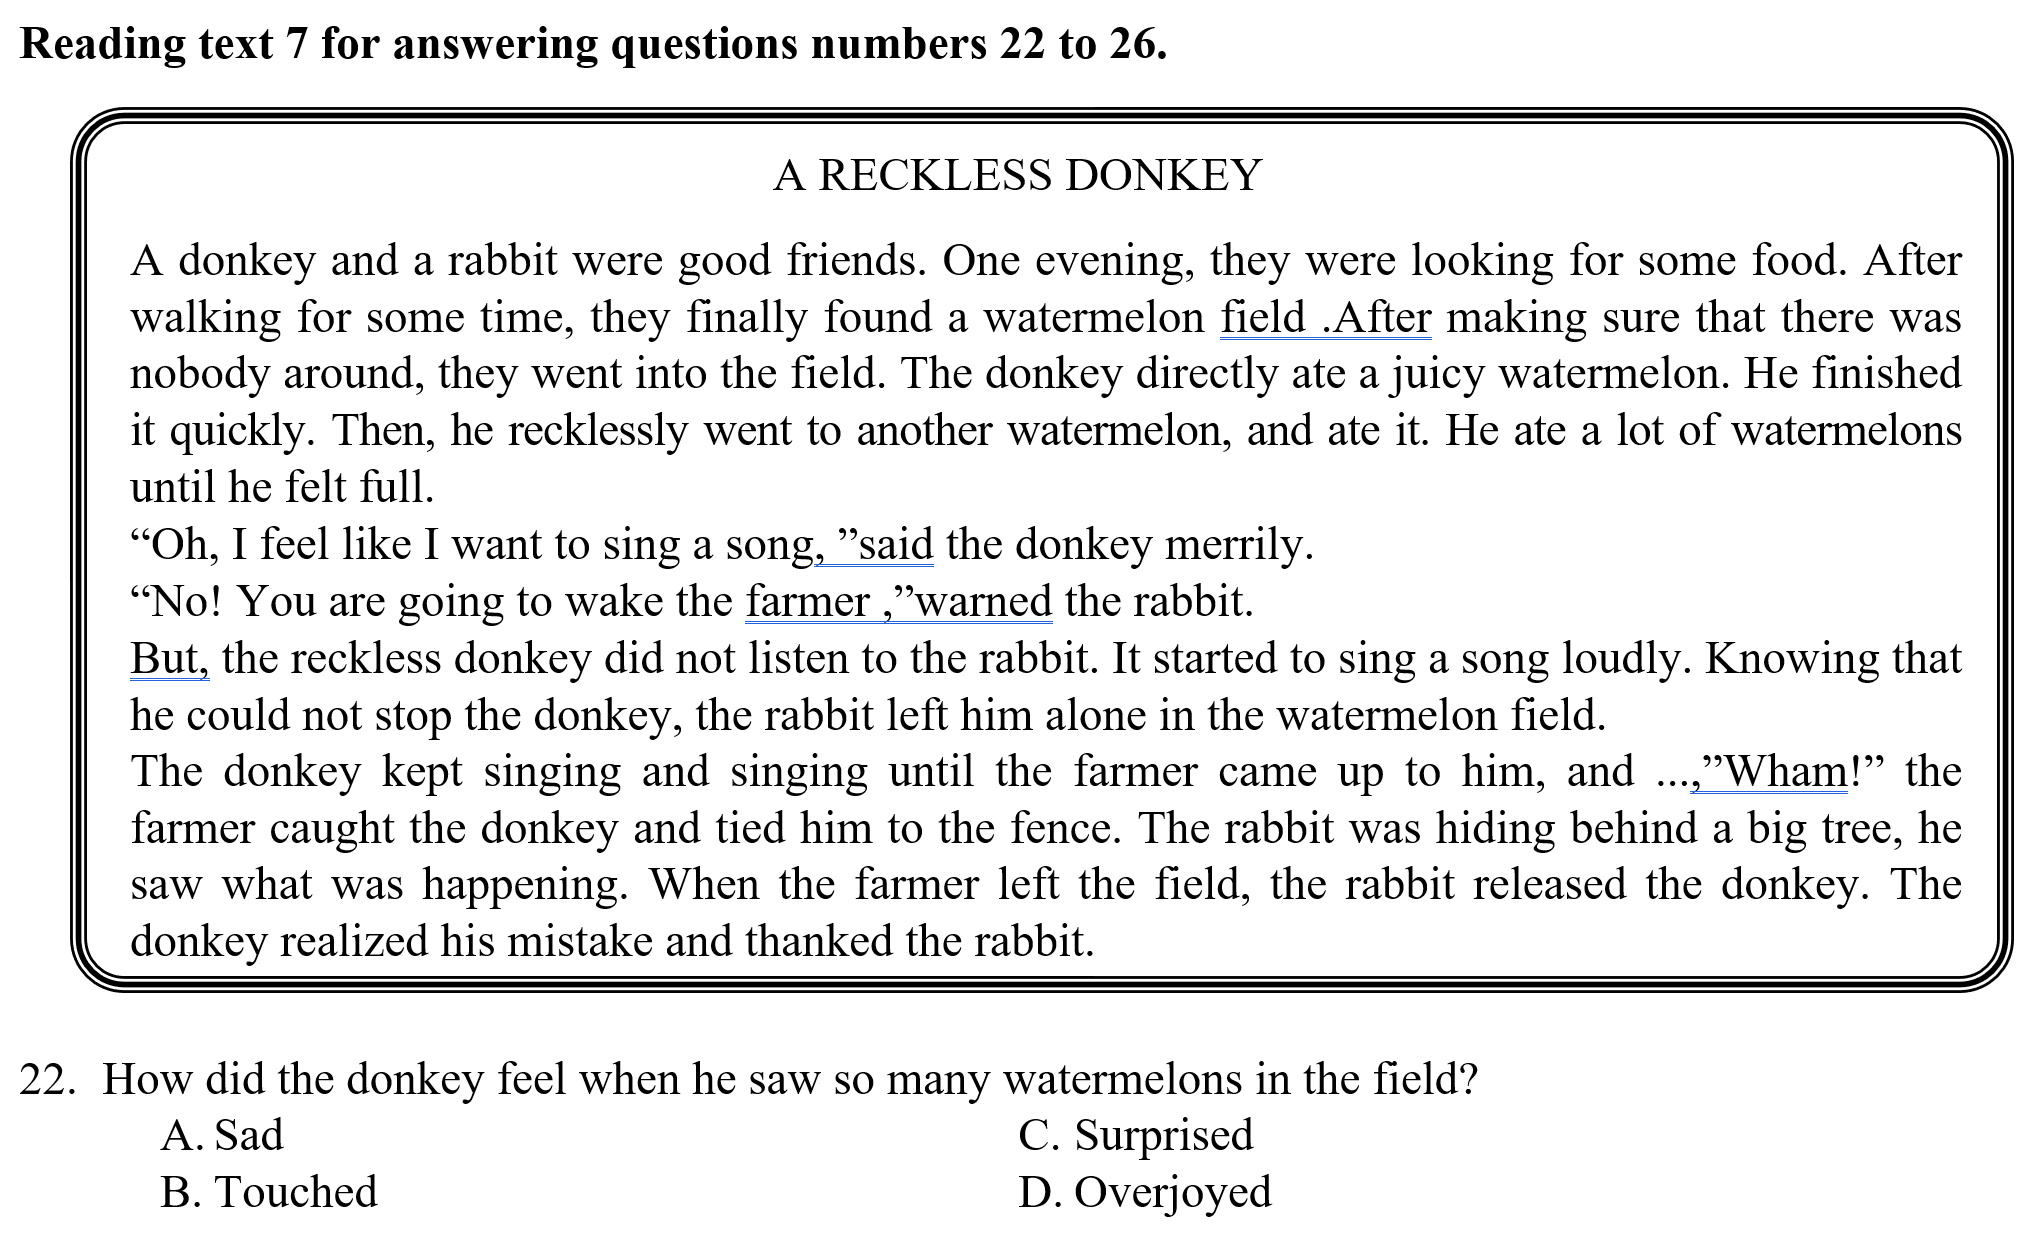 Reading text 7 for answering questions numbers 22 to 26.
A RECKLESS DONKEY
A donkey and a rabbit were good friends. One evening, they were looking for some food. After
walking for some time, they finally found a watermelon field .After making sure that there was
nobody around, they went into the field. The donkey directly ate a juicy watermelon. He finished
it quickly. Then, he recklessly went to another watermelon, and ate it. He ate a lot of watermelons
until he felt full.
“Oh, I feel like I want to sing a song, ”said the donkey merrily.
“No! You are going to wake the farmer ,”warned the rabbit.
But, the reckless donkey did not listen to the rabbit. It started to sing a song loudly. Knowing that
he could not stop the donkey, the rabbit left him alone in the watermelon field.
The donkey kept singing and singing until the farmer came up to him, and ...,”Wham!” the
farmer caught the donkey and tied him to the fence. The rabbit was hiding behind a big tree, he
saw what was happening. When the farmer left the field, the rabbit released the donkey. The
donkey realized his mistake and thanked the rabbit.
22. How did the donkey feel when he saw so many watermelons in the field?
A. Sad
B. Touched
C. Surprised
D. Overjoyed